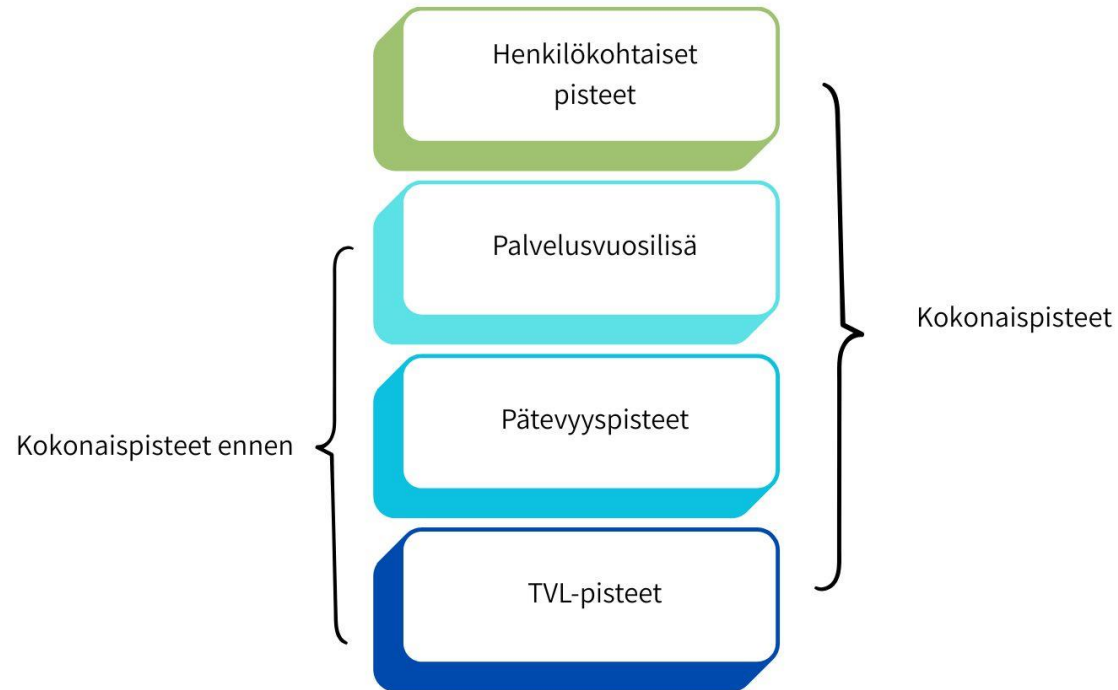 Henkilökohtaiset
pisteet
Palvelusvuosilisä
Kokonaispisteet
Pätevyyspisteet
Kokonaispisteet ennen
TVL-pisteet